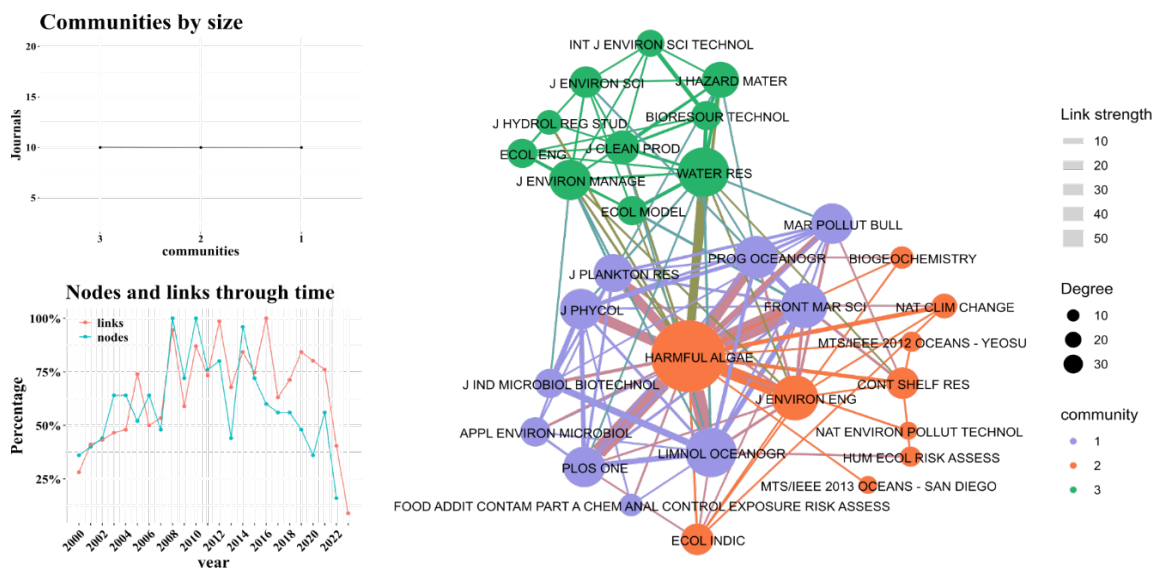 Communities by size
20
15
10
5
Journals
3
2
1
communities
Nodes and links through time
100%
75%
50%
25%
Percentage
links
nodes
2000
2002
2004
2006
2008
2010
2012
2014
2016
2018
2020
2022
year
INT J ENVIRON SCI TECHNOL
J ENVIRON SCI
J HAZARD MATER
BIORESOUR TECHNOL
J HYDROL REG STUD
J CLEAN PROD
ECOL ENG
WATER RES
J ENVIRON MANAGE
ECOL MODEL
MAR POLLUT BULL
PROG OCEANOGR
BIOGEOCHEMISTRY
J PLANKTON RES
FRONT MAR SCI
NAT CLIM CHANGE
J PHYCOL
MTS/IEEE 2012 OCEANS - YEOSU
HARMFUL ALGAE
J IND MICROBIOL BIOTECHNOL
CONT SHELF RES
J ENVIRON ENG
APPL ENVIRON MICROBIOL
NAT ENVIRON POLLUT TECHNOL
LIMNOL OCEANOGR
HUM ECOL RISK ASSESS
PLOS ONE
MTS/IEEE 2013 OCEANS - SAN DIEGO
FOOD ADDIT CONTAM PART A CHEM ANAL CONTROL EXPOSURE RISK ASSESS
ECOL INDIC
Link strength
10
20
30
40
50
Degree
10
20
30
community
1
2
3